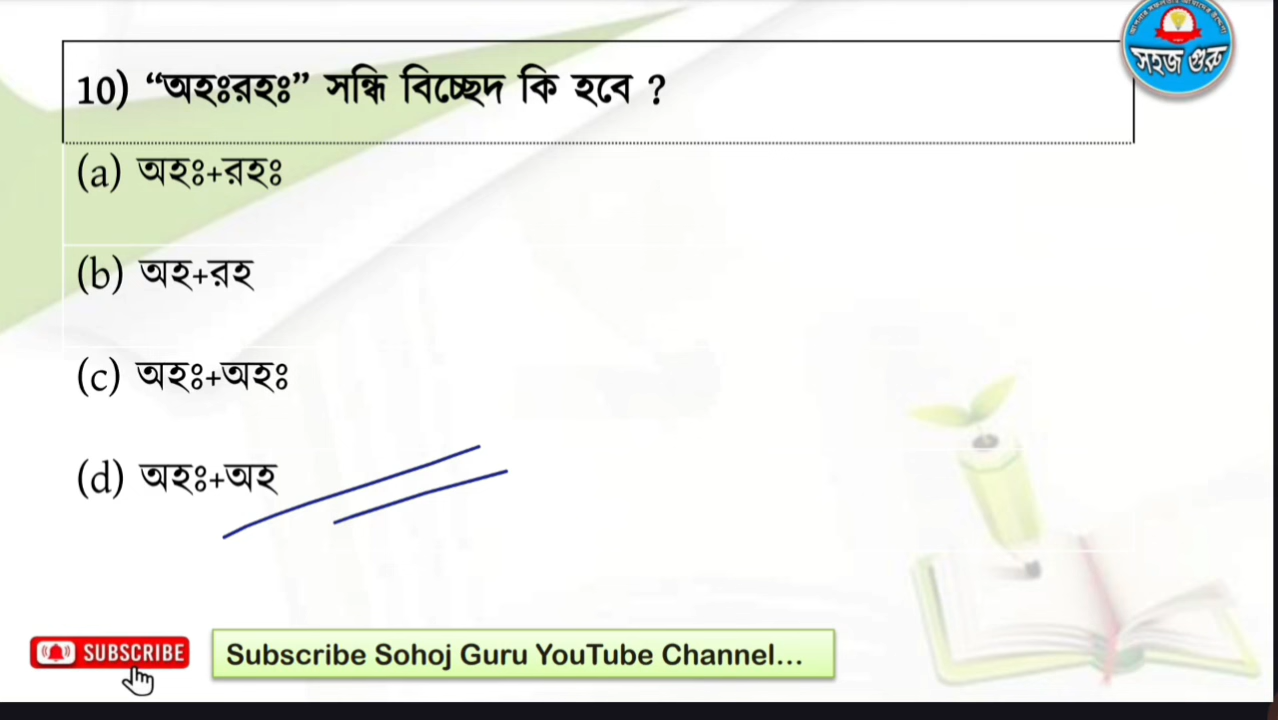 সহজ গুরু
10) “অহঃরহঃ” সন্ধি বিচ্ছেদ কি হবে ?
(a) অহঃ+রহঃ
(b) অহ+রহ
(c) অহঃ+অহঃ
(d) অহঃ+অহ
SUBSCRIBE
Subscribe Sohoj Guru YouTube Channel...